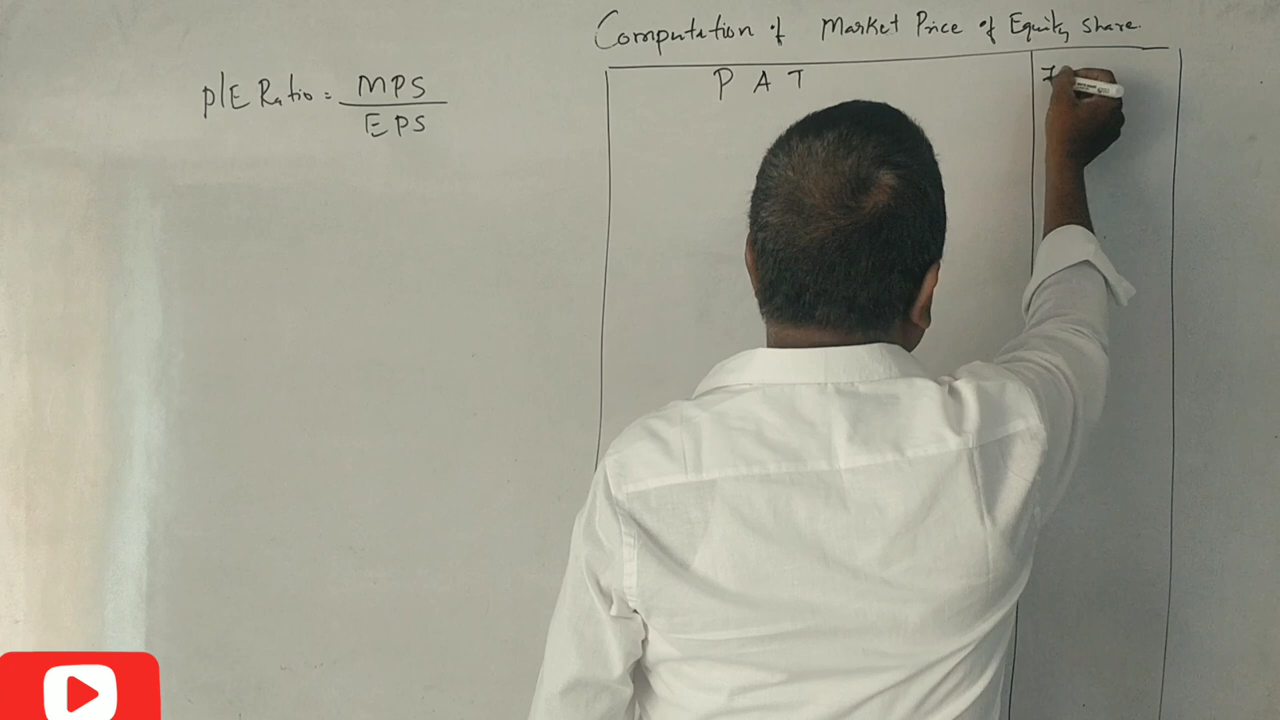 Computation of Market Price of Equity share.
P/E Ratio = MPS
EPS
P A T